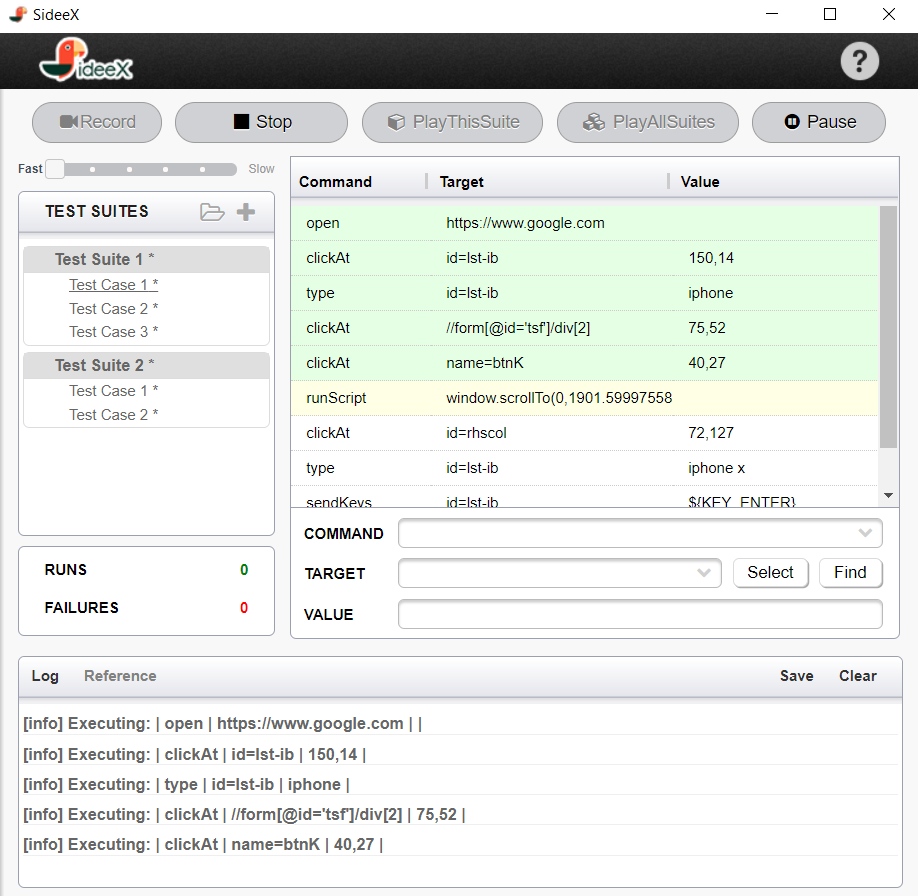 SideeX
ideeX
?
Record Stop PlayThisSuite PlayAllSuites Pause
Fast Slow
TEST SUITES
Test Suite 1 *
Test Case 1 *
Test Case 2 *
Test Case 3 *
Test Suite 2 *
Test Case 1 *
Test Case 2 *
RUNS 0
FAILURES 0
Command Target Value
open https://www.google.com
clickAt id=lst-ib 150,14
type id=lst-ib iphone
clickAt //form[@id='tsf']/div[2] 75,52
clickAt name=btnK 40,27
runScript window.scrollTo(0,1901.59997558
clickAt id=rhscol 72,127
type id=lst-ib iphone x
sendKeys id=lst-ib ${KEY_ENTER}
COMMAND
TARGET Select Find
VALUE
Log Reference Save Clear
[info] Executing: | open | https://www.google.com | |
[info] Executing: | clickAt | id=lst-ib | 150,14 |
[info] Executing: | type | id=lst-ib | iphone |
[info] Executing: | clickAt | //form[@id='tsf']/div[2] | 75,52 |
[info] Executing: | clickAt | name=btnK | 40,27 |